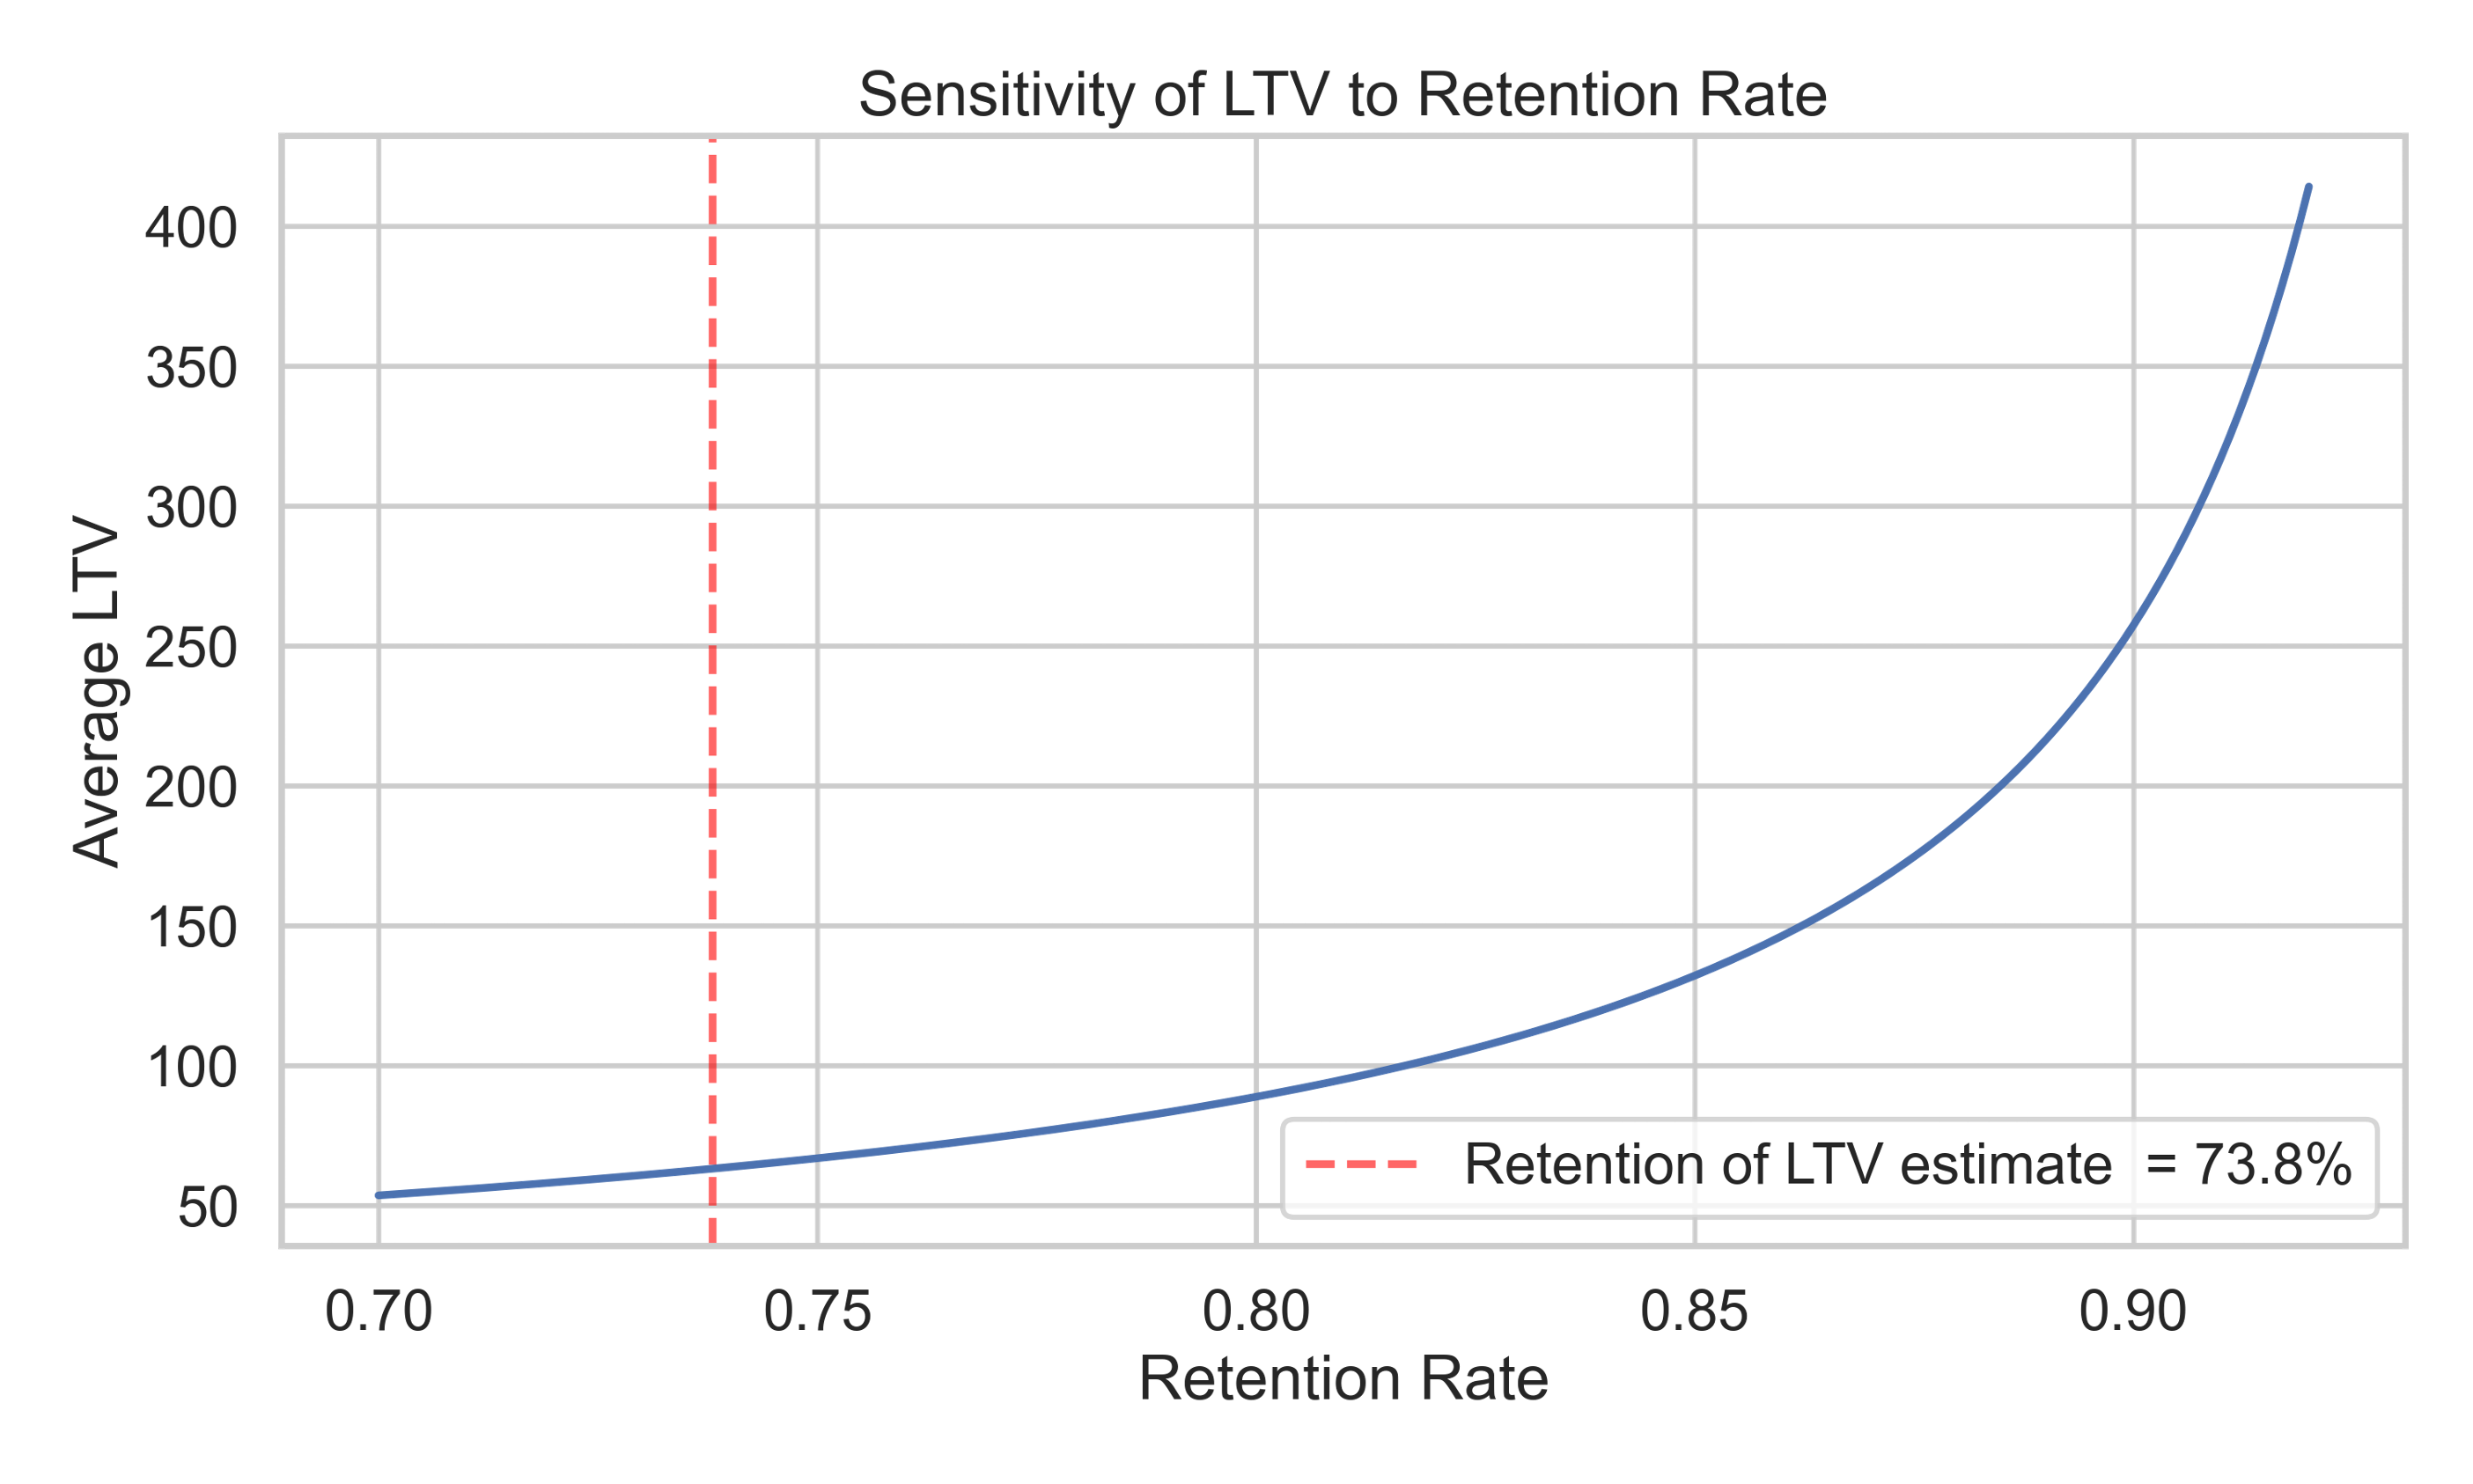 Sensitivity of LTV to Retention Rate
400
350
300
250
200
150
100
50
Average LTV
Retention of LTV estimate = 73.8%
0.70 0.75 0.80 0.85 0.90
Retention Rate